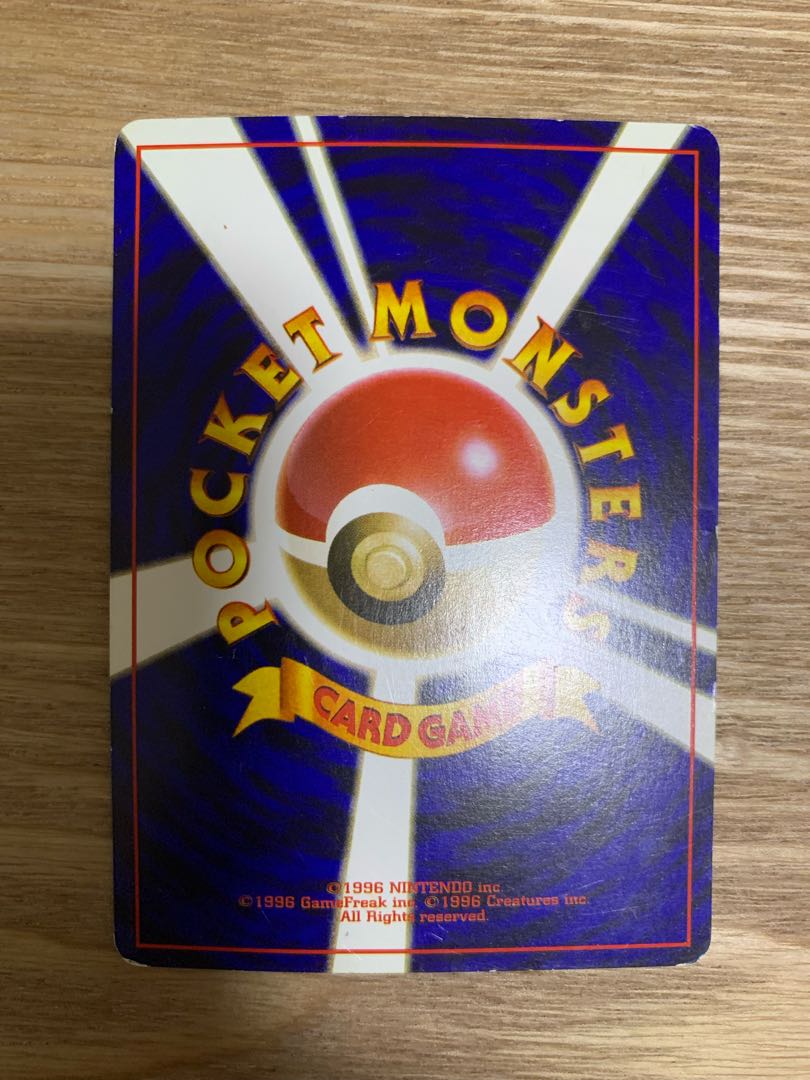 POCKET MONSTERS
CARD GAME
©1996 NINTENDO inc.
©1996 GameFreak inc. ©1996 Creatures inc.
All Rights reserved.